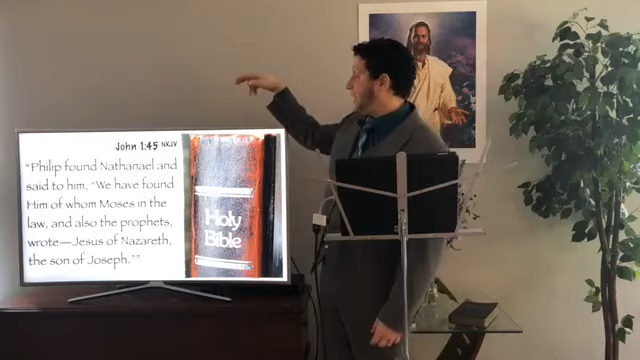 John 1:45 NKJV
“Philip found Nathanael and
said to him, “We have found
Him of whom Moses in the
law, and also the prophets,
wrote—Jesus of Nazareth,
the son of Joseph.””
Holy
Bible